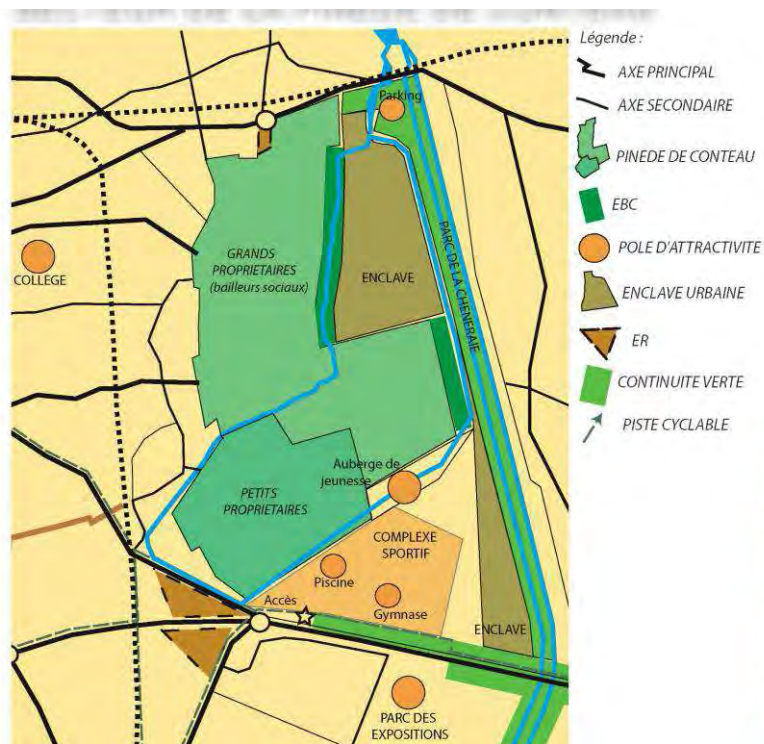 Légende :
AXE PRINCIPAL
AXE SECONDAIRE
PINEDE DE CONTEAU
EBC
POLE D'ATTRACTIVITE
ENCLAVE URBAINE
ER
CONTINUITE VERTE
PISTE CYCLABLE
Parking
PARC DE LA CHENERAIE
COLLEGE
GRANDS
PROPRIETAIRES
(bailleurs sociaux)
ENCLAVE
Auberge de
jeunesse
PETITS
PROPRIETAIRES
COMPLEXE
SPORTIF
Piscine
Accès
Gymnase
ENCLAVE
PARC DES
EXPOSITIONS